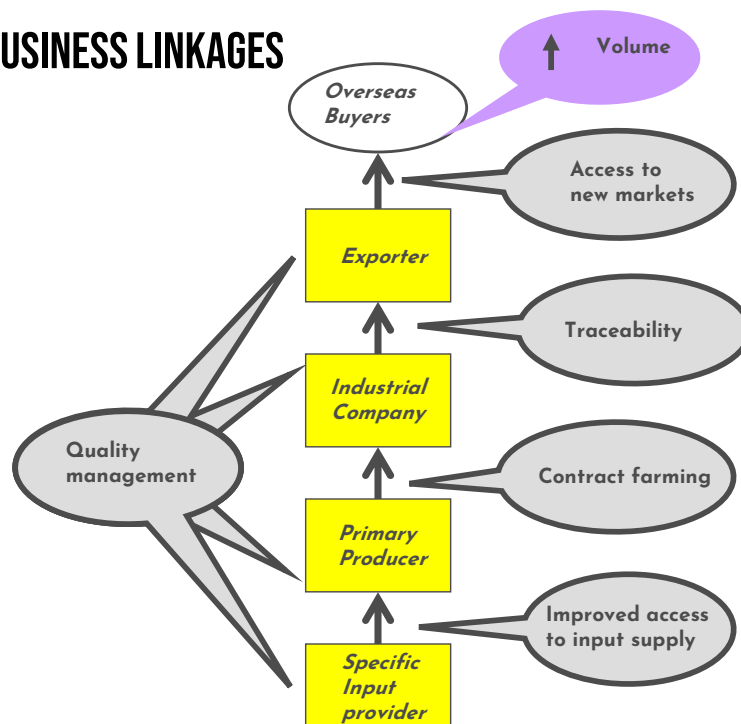 USINESS LINKAGES
Volume
Overseas
Buyers
Access to
new markets
Exporter
Traceability
Industrial
Company
Quality
management
Contract farming
Primary
Producer
Improved access
to input supply
Specific
Input
provider